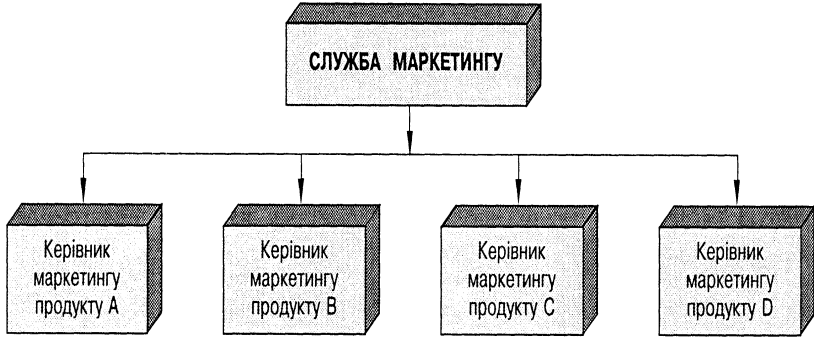 СЛУЖБА МАРКЕТИНГУ
Керівник
маркетингу
продукту A
Керівник
маркетингу
продукту B
Керівник
маркетингу
продукту C
Керівник
маркетингу
продукту D